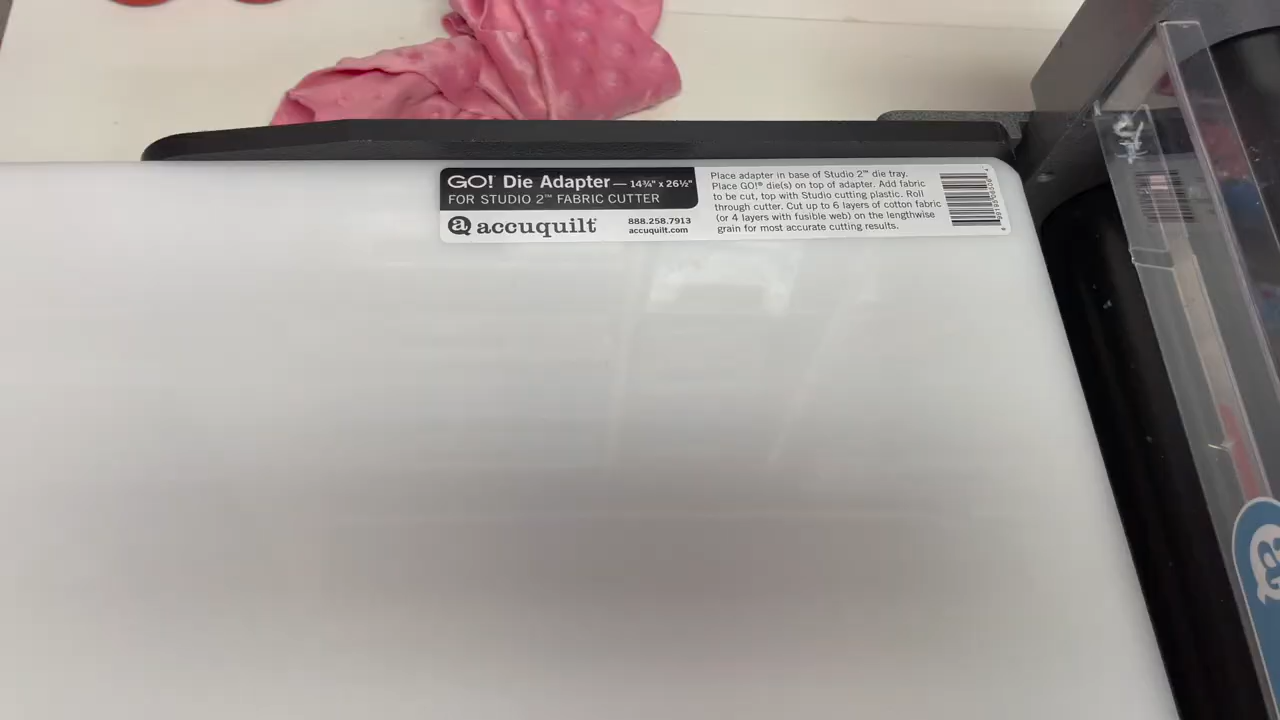 GO! Die Adapter — 14¾" x 26½"
FOR STUDIO 2™ FABRIC CUTTER
a accuquilt
888.258.7913
accuquilt.com
Place adapter in base of Studio 2™ die tray.
Place GO!® die(s) on top of adapter. Add fabric
to be cut, top with Studio cutting plastic. Roll
through cutter. Cut up to 6 layers of cotton fabric
(or 4 layers with fusible web) on the lengthwise
grain for most accurate cutting results.
a